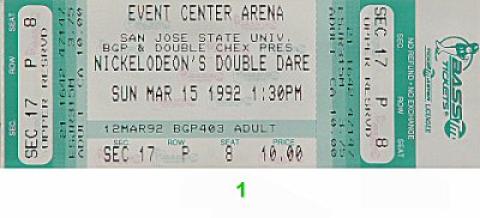 EVENT CENTER ARENA
SAN JOSE STATE UNIV.
BGP & DOUBLE CHEX PRES.
NICKELODEON'S DOUBLE DARE
SUN MAR 15 1992 1:30PM
12MAR92 BGP403 ADULT
SEC 17 P 8 10.00
SEC 17 P 8
ROW SEAT
UPPER RESRVD
SEC 17 P 8
ROW SEAT
UPPER RESRVD
NO REFUND • NO EXCHANGE
BASS TICKETS
1